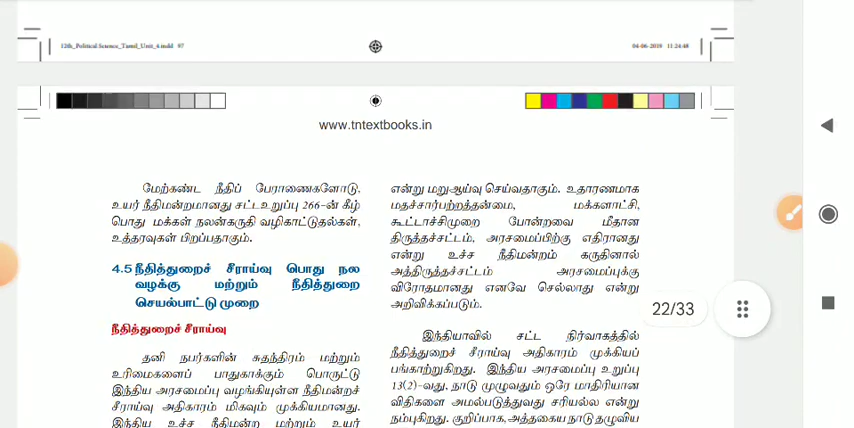 12th_Political Science_Tamil_Unit_4.indd 97
04-06-2019 11:24:48
www.tntextbooks.in
மேற்கண்ட நீதிப் பேராணைகளோடு,
உயர் நீதிமன்றமானது சட்டஉறுப்பு 266-ன் கீழ்
பொது மக்கள் நலன்கருதி வழிகாட்டுதல்கள்,
உத்தரவுகள் பிறப்பதாகும்.
4.5 நீதித்துறைச் சீராய்வு பொது நல
வழக்கு மற்றும் நீதித்துறை
செயல்பாட்டு முறை
நீதித்துறைச் சீராய்வு
தனி நபர்களின் சுதந்திரம் மற்றும்
உரிமைகளைப் பாதுகாக்கும் பொருட்டு
இந்திய அரசமைப்பு வழங்கியுள்ள நீதிமன்றச்
சீராய்வு அதிகாரம் மிகவும் முக்கியமானது.
இந்திய உச்ச நீதிமன்ற மற்றும் உயர்
என்று மறுஆய்வு செய்வதாகும். உதாரணமாக
மதச்சார்பற்றத்தன்மை, மக்களாட்சி,
கூட்டாச்சிமுறை போன்றவை மீதான
திருத்தச்சட்டம், அரசமைப்பிற்கு எதிரானது
என்று உச்ச நீதிமன்றம் கருதினால்
அத்திருத்தச்சட்டம் அரசமைப்புக்கு
விரோதமானது எனவே செல்லாது என்று
அறிவிக்கப்படும்.
இந்தியாவில் சட்ட நிர்வாகத்தில்
நீதித்துறைச் சீராய்வு அதிகாரம் முக்கியப்
பங்காற்றுகிறது. இந்திய அரசமைப்பு உறுப்பு
13(2)-வது, நாடு முழுவதும் ஒரே மாதிரியான
விதிகளை அமல்படுத்துவது சரியல்ல என்று
நம்புகிறது. குறிப்பாக, அத்தகைய நாடு தழுவிய
22/33